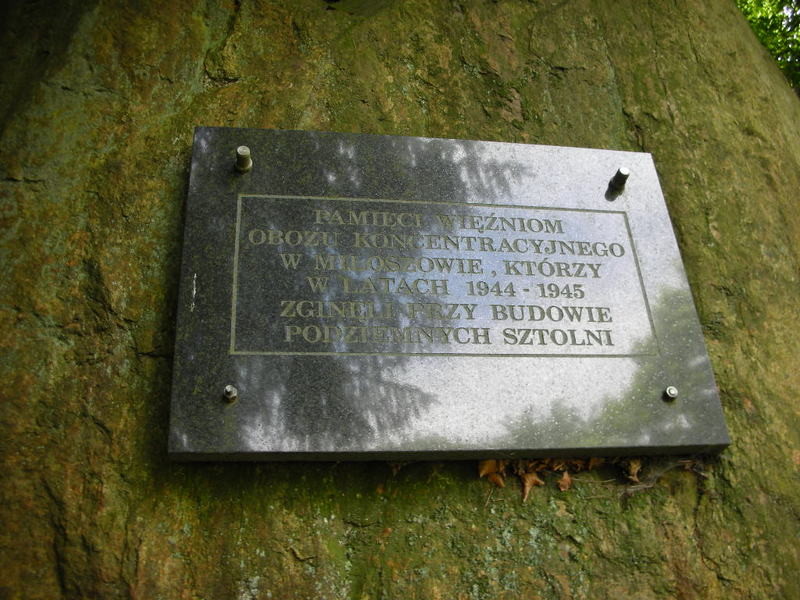 PAMIĘCI WIĘŹNIOM
OBOZU KONCENTRACYJNEGO
W MIŁOSZOWIE, KTÓRZY
W LATACH 1944-1945
ZGINĘLI PRZY BUDOWIE
PODZIEMNYCH SZTOLNI